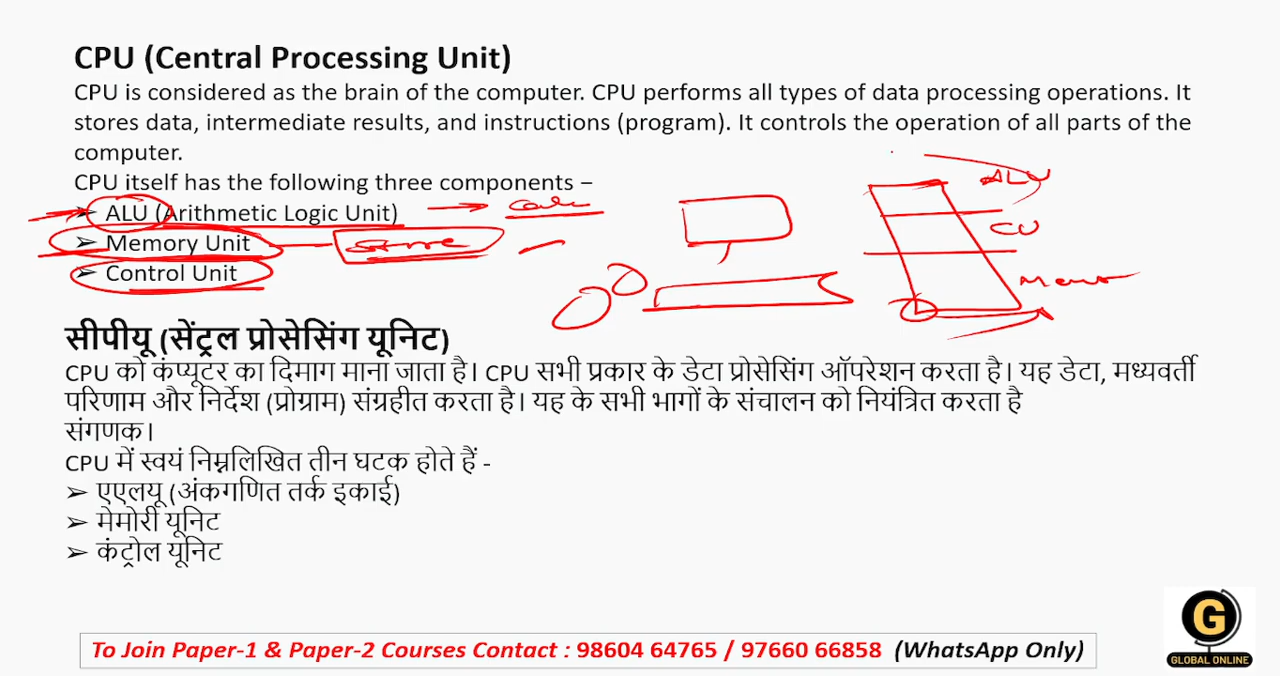 CPU (Central Processing Unit)
CPU is considered as the brain of the computer. CPU performs all types of data processing operations. It
stores data, intermediate results, and instructions (program). It controls the operation of all parts of the
computer.
CPU itself has the following three components –
➢ ALU (Arithmetic Logic Unit)
Calc
ALU
➢ Memory Unit
Store
CU
➢ Control Unit
सीपीयू (सेंट्रल प्रोसेसिंग यूनिट)
CPU को कंप्यूटर का दिमाग माना जाता है। CPU सभी प्रकार के डेटा प्रोसेसिंग ऑपरेशन करता है। यह डेटा, मध्यवर्ती
परिणाम और निर्देश (प्रोग्राम) संग्रहीत करता है। यह के सभी भागों के संचालन को नियंत्रित करता है
संगणक।
CPU में स्वयं निम्नलिखित तीन घटक होते हैं -
➢ एएलयू (अंकगणित तर्क इकाई)
➢ मेमोरी यूनिट
➢ कंट्रोल यूनिट
To Join Paper-1 & Paper-2 Courses Contact : 98604 64765 / 97660 66858 (WhatsApp Only)
G
GLOBAL ONLINE